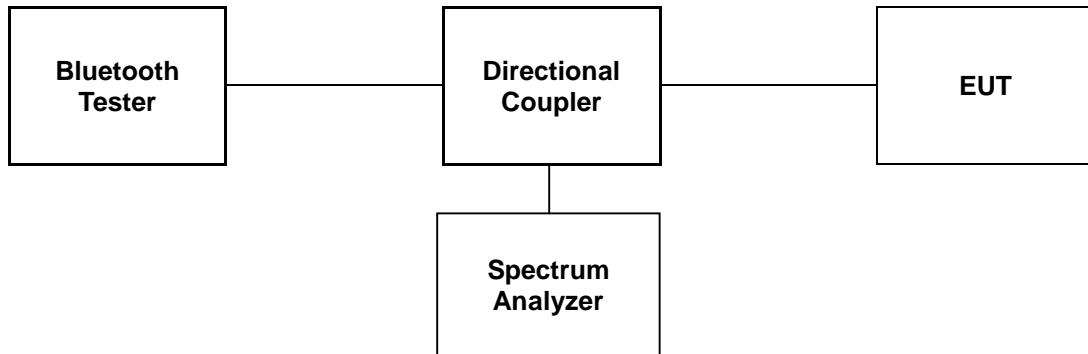 Bluetooth
Tester
Directional
Coupler
EUT
Spectrum
Analyzer